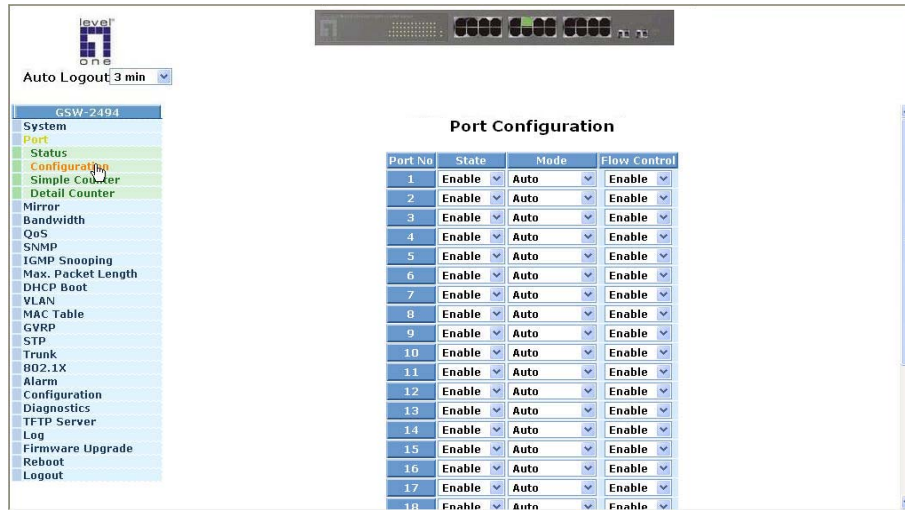 level
one
Auto Logout 3 min
GSW-2494
System
Port
Status
Configuration
Simple Counter
Detail Counter
Mirror
Bandwidth
QoS
SNMP
IGMP Snooping
Max. Packet Length
DHCP Boot
VLAN
MAC Table
GVRP
STP
Trunk
802.1X
Alarm
Configuration
Diagnostics
TFTP Server
Log
Firmware Upgrade
Reboot
Logout
Port Configuration
Port No State Mode Flow Control
1 Enable Auto Enable
2 Enable Auto Enable
3 Enable Auto Enable
4 Enable Auto Enable
5 Enable Auto Enable
6 Enable Auto Enable
7 Enable Auto Enable
8 Enable Auto Enable
9 Enable Auto Enable
10 Enable Auto Enable
11 Enable Auto Enable
12 Enable Auto Enable
13 Enable Auto Enable
14 Enable Auto Enable
15 Enable Auto Enable
16 Enable Auto Enable
17 Enable Auto Enable
18 Enable Auto Enable